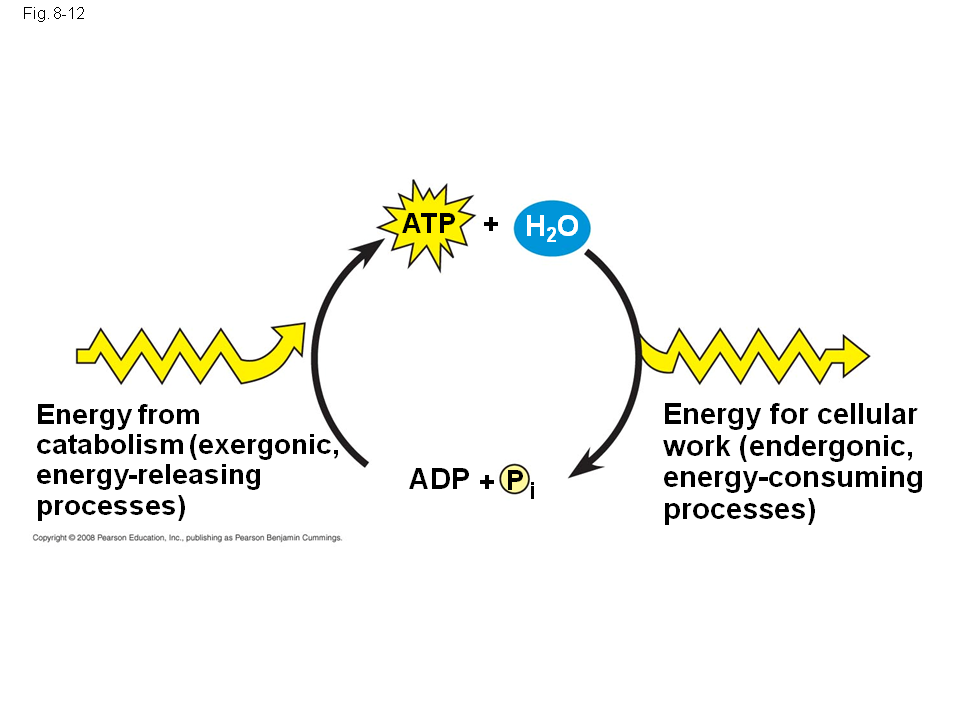 Fig. 8-12
ATP + H₂O
Energy from
catabolism (exergonic,
energy-releasing
processes)
Energy for cellular
work (endergonic,
energy-consuming
processes)
ADP + Pᵢ
Copyright © 2008 Pearson Education, Inc., publishing as Pearson Benjamin Cummings.